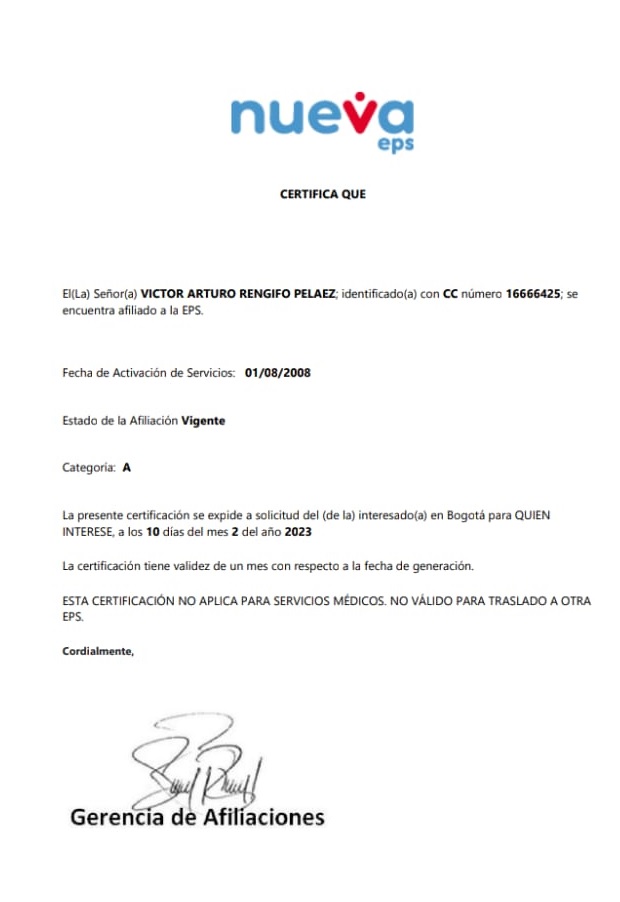 nueva
eps
CERTIFICA QUE
El(La) Señor(a) VICTOR ARTURO RENGIFO PELAEZ; identificado(a) con CC número 16666425; se
encuentra afiliado a la EPS.
Fecha de Activación de Servicios: 01/08/2008
Estado de la Afiliación Vigente
Categoría: A
La presente certificación se expide a solicitud del (de la) interesado(a) en Bogotá para QUIEN
INTERESE, a los 10 días del mes 2 del año 2023
La certificación tiene validez de un mes con respecto a la fecha de generación.
ESTA CERTIFICACIÓN NO APLICA PARA SERVICIOS MÉDICOS. NO VÁLIDO PARA TRASLADO A OTRA
EPS.
Cordialmente,
Gerencia de Afiliaciones